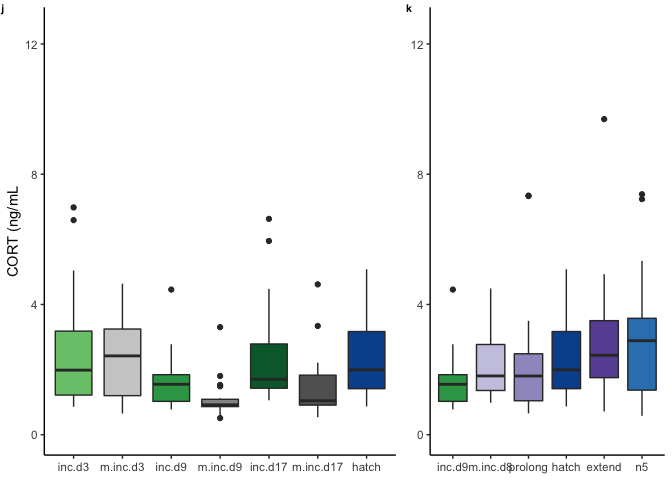 j
k
CORT (ng/mL)
12
8
4
0
inc.d3 m.inc.d3 inc.d9 m.inc.d9 inc.d17 m.inc.d17 hatch
12
8
4
0
inc.d9 m.inc.d8 prolong hatch extend n5